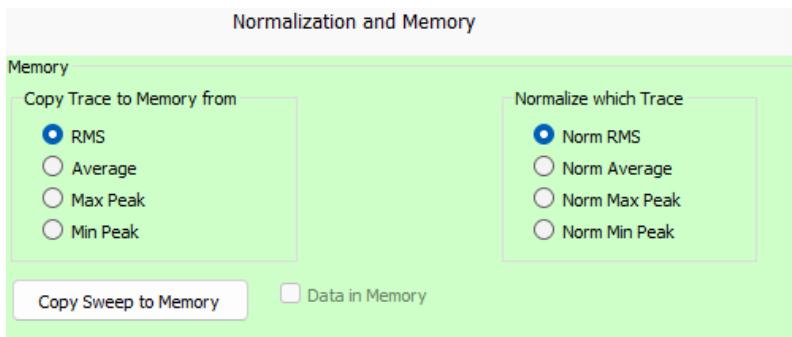 Normalization and Memory
Memory
Copy Trace to Memory from
RMS
Average
Max Peak
Min Peak
Normalize which Trace
Norm RMS
Norm Average
Norm Max Peak
Norm Min Peak
Copy Sweep to Memory
Data in Memory